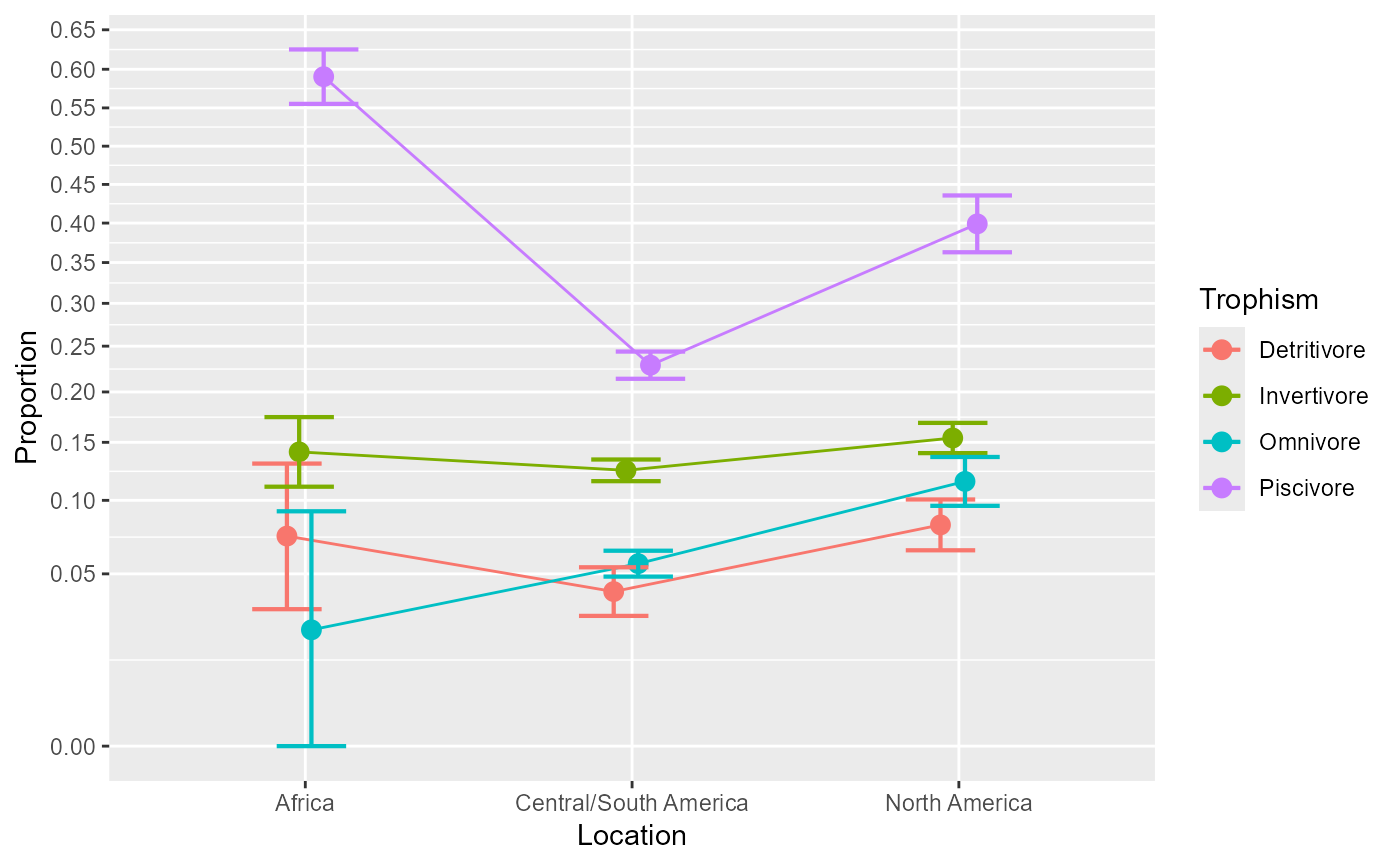 0.65
0.60
0.55
0.50
0.45
0.40
0.35
0.30
0.25
0.20
0.15
0.10
0.05
0.00
Proportion
Africa
Central/South America
North America
Location
Trophism
Detritivore
Invertivore
Omnivore
Piscivore